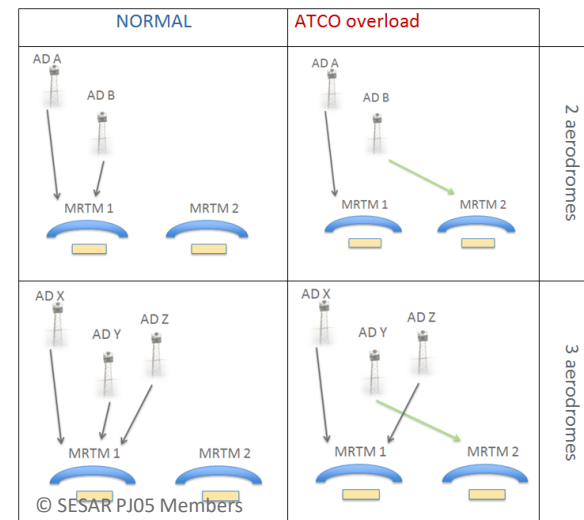 NORMAL
ATCO overload
AD A
AD B
MRTM 1
MRTM 2
AD A
AD B
MRTM 1
MRTM 2
2 aerodromes
AD X
AD Y
AD Z
MRTM 1
MRTM 2
AD X
AD Y
AD Z
MRTM 1
MRTM 2
3 aerodromes
© SESAR PJ05 Members